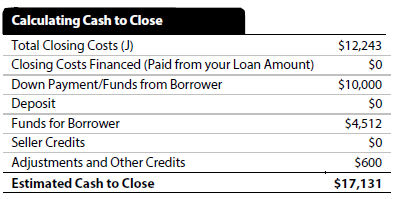 Calculating Cash to Close
Total Closing Costs (J) $12,243
Closing Costs Financed (Paid from your Loan Amount) $0
Down Payment/Funds from Borrower $10,000
Deposit $0
Funds for Borrower $4,512
Seller Credits $0
Adjustments and Other Credits $600
Estimated Cash to Close $17,131